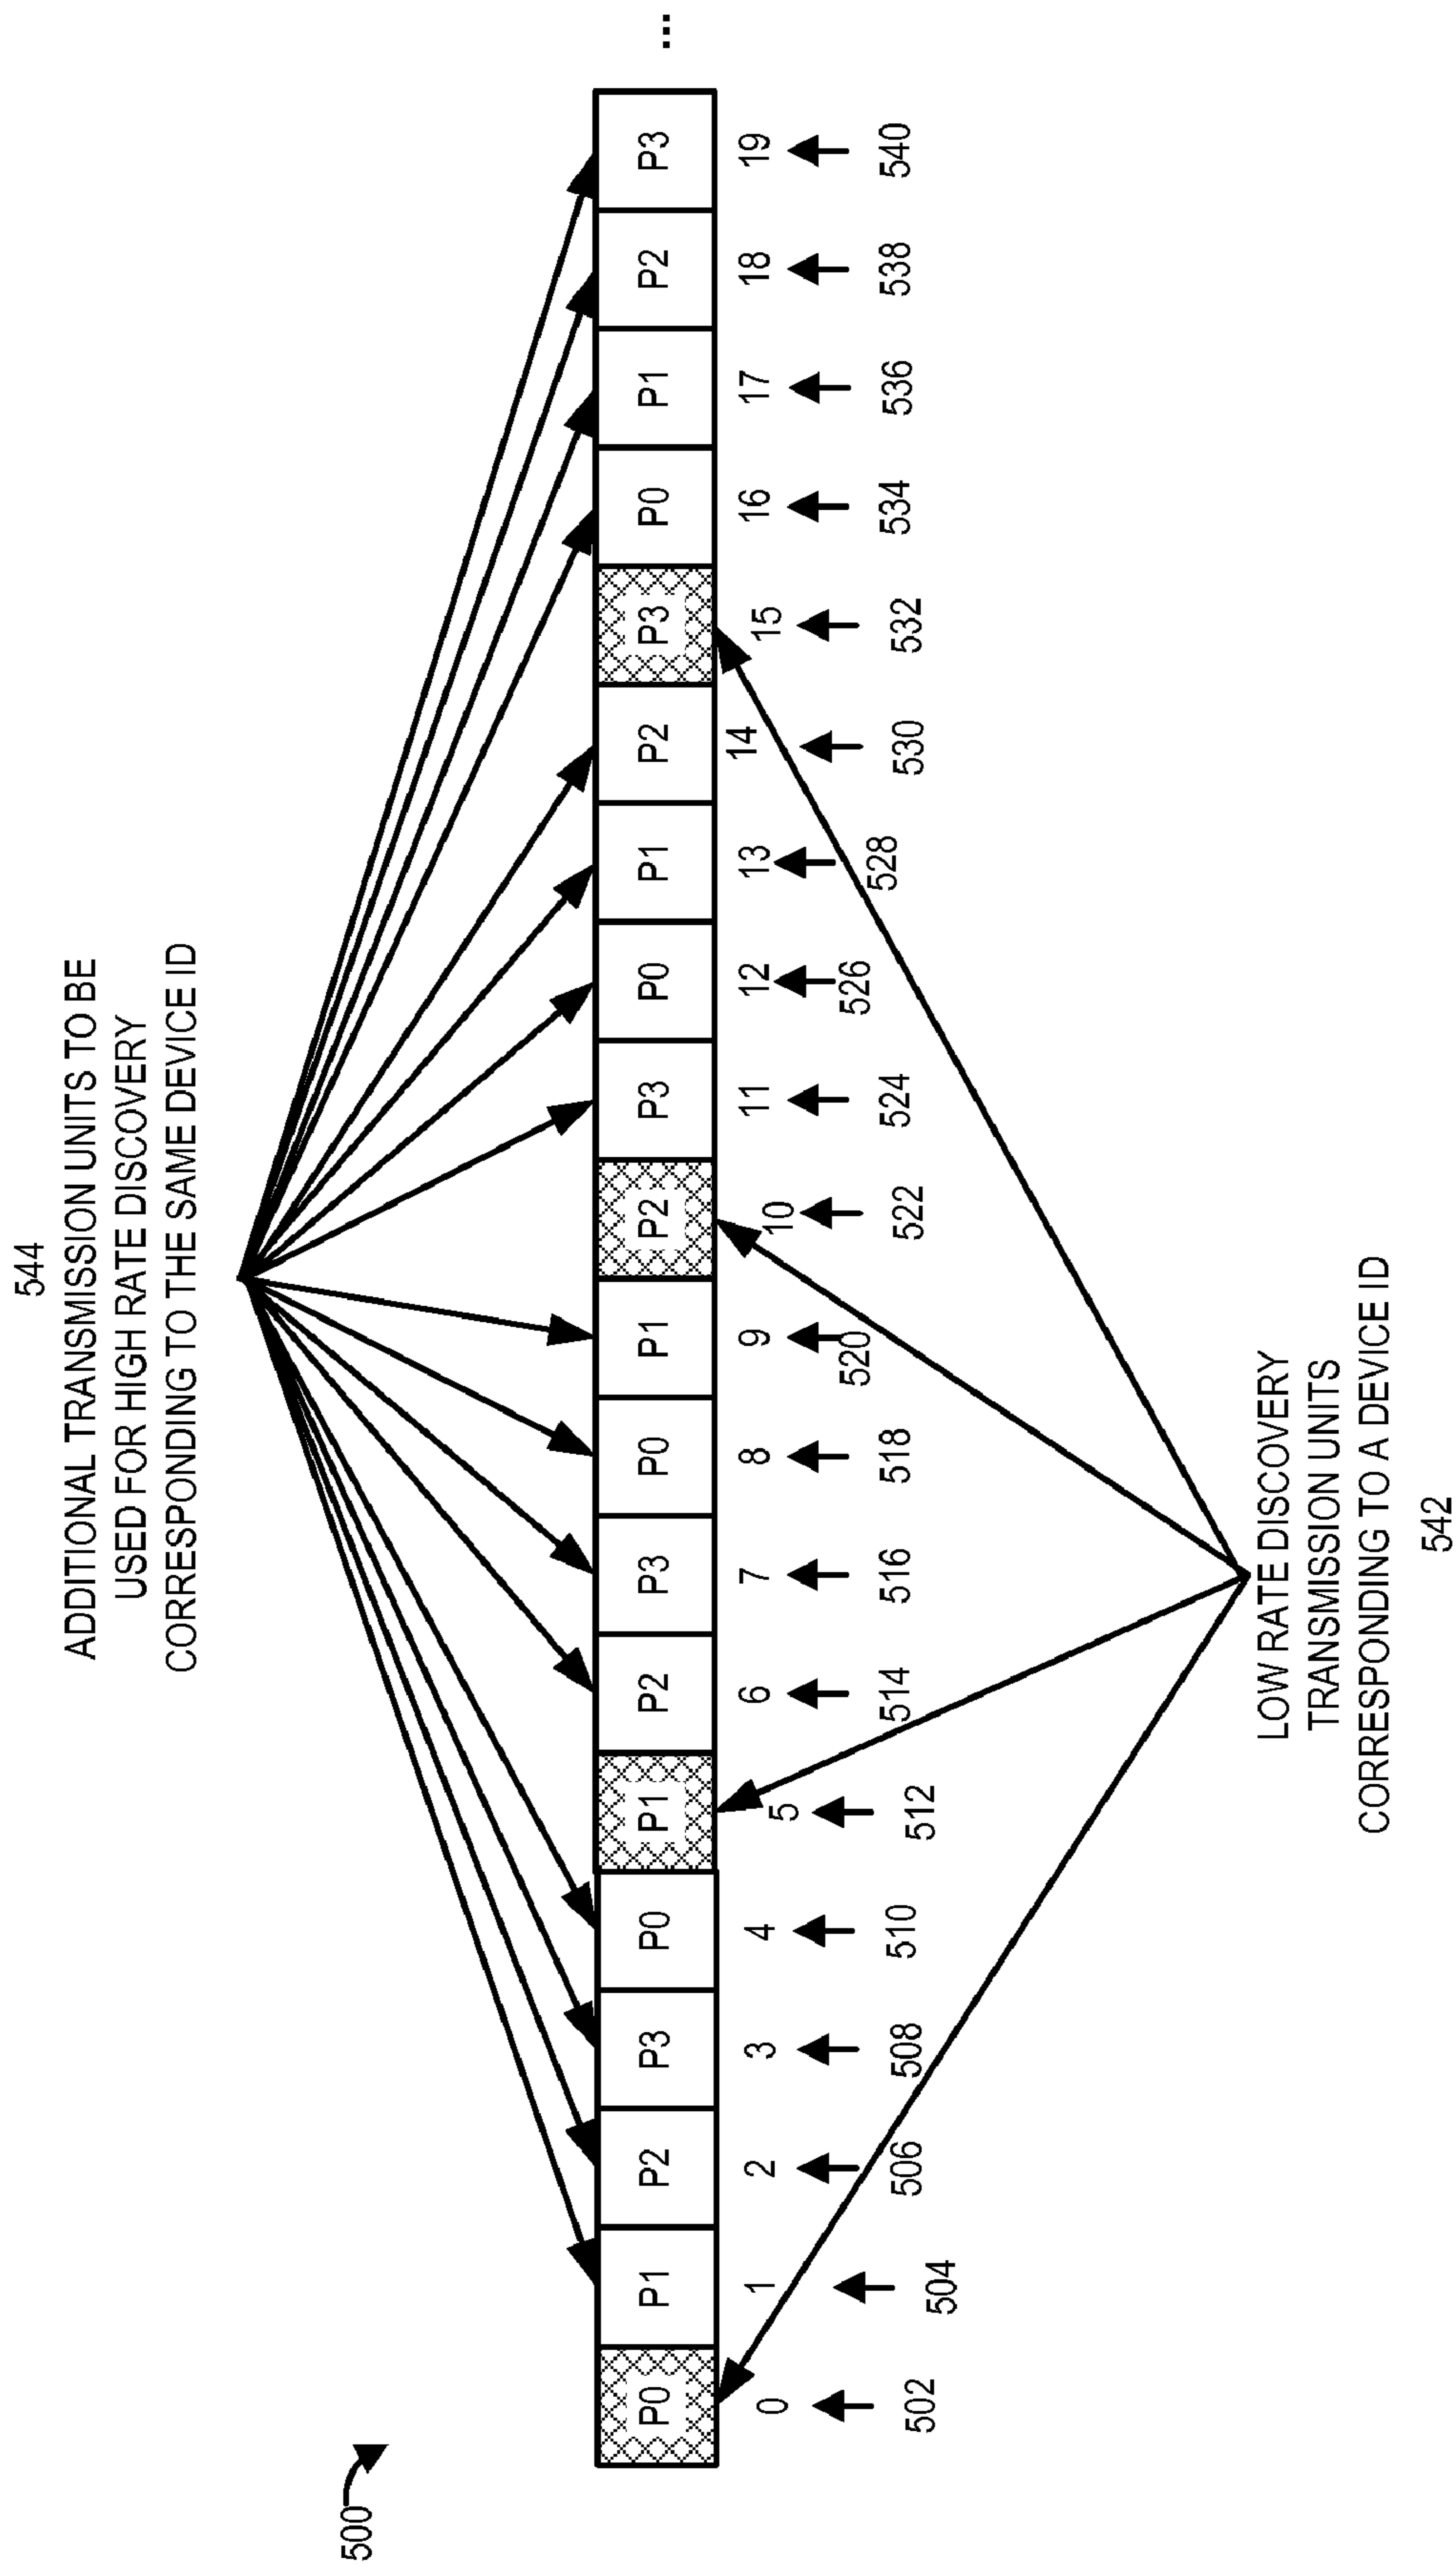 544
ADDITIONAL TRANSMISSION UNITS TO BE
USED FOR HIGH RATE DISCOVERY
CORRESPONDING TO THE SAME DEVICE ID
500
P0 P1 P2 P3 P0 P1 P2 P3 P0 P1 P2 P3 P0 P1 P2 P3 P0 P1 P2 P3 ...
0 1 2 3 4 5 6 7 8 9 10 11 12 13 14 15 16 17 18 19
502 504 506 508 510 512 514 516 518 520 522 524 526 528 530 532 534 536 538 540
LOW RATE DISCOVERY
TRANSMISSION UNITS
CORRESPONDING TO A DEVICE ID
542